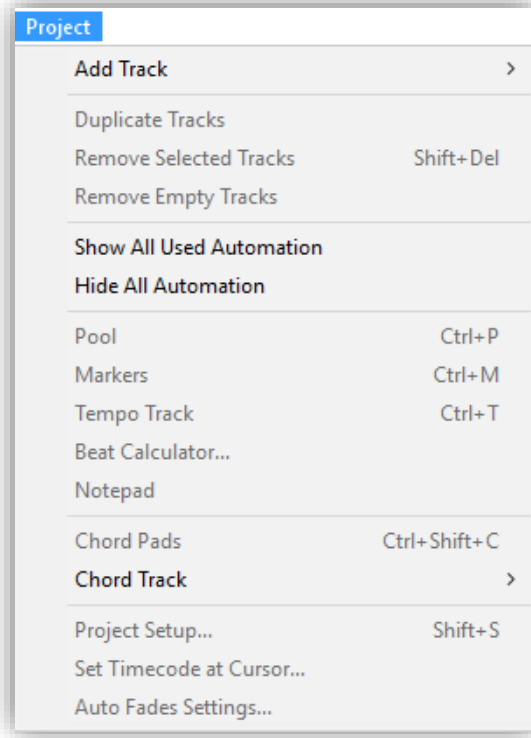 Project
Add Track >
Duplicate Tracks
Remove Selected Tracks Shift+Del
Remove Empty Tracks
Show All Used Automation
Hide All Automation
Pool Ctrl+P
Markers Ctrl+M
Tempo Track Ctrl+T
Beat Calculator...
Notepad
Chord Pads Ctrl+Shift+C
Chord Track >
Project Setup... Shift+S
Set Timecode at Cursor...
Auto Fades Settings...